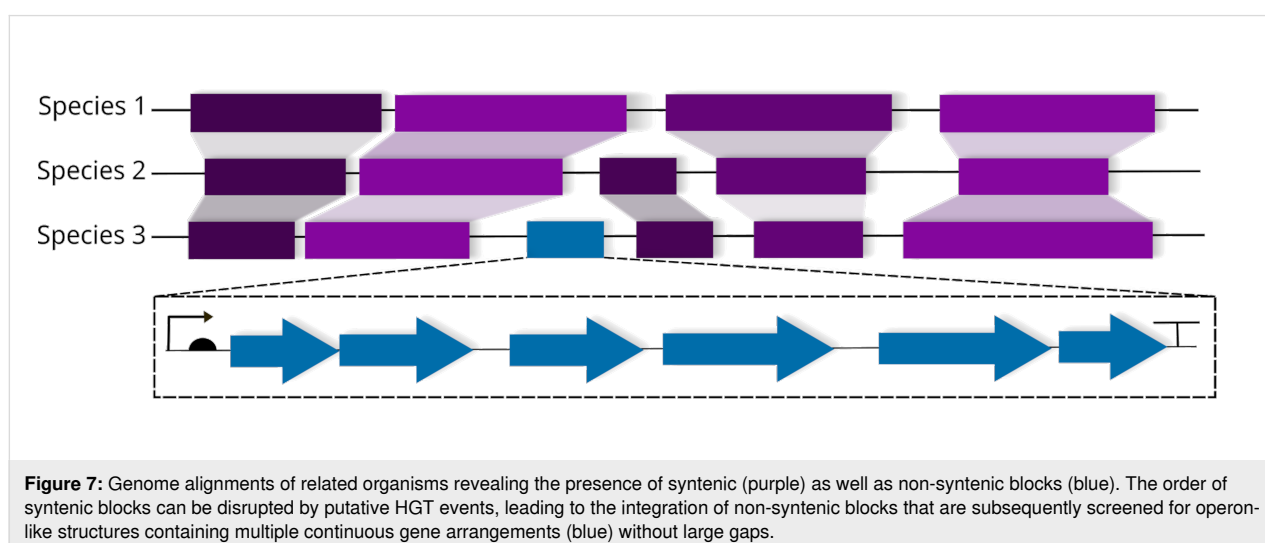 Species 1
Species 2
Species 3
Figure 7: Genome alignments of related organisms revealing the presence of syntenic (purple) as well as non-syntenic blocks (blue). The order of
syntenic blocks can be disrupted by putative HGT events, leading to the integration of non-syntenic blocks that are subsequently screened for operon-
like structures containing multiple continuous gene arrangements (blue) without large gaps.